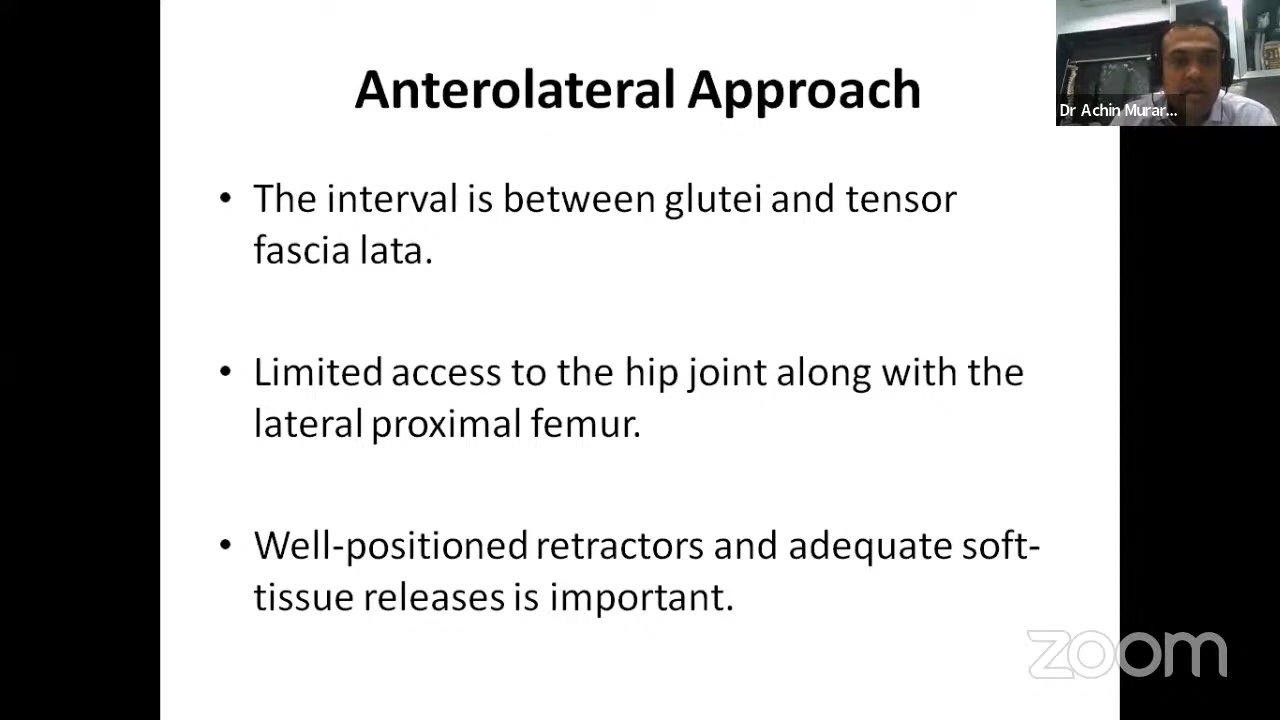 Anterolateral Approach
Dr Achin Murar...
• The interval is between glutei and tensor
fascia lata.
• Limited access to the hip joint along with the
lateral proximal femur.
• Well-positioned retractors and adequate soft-
tissue releases is important.
zoom